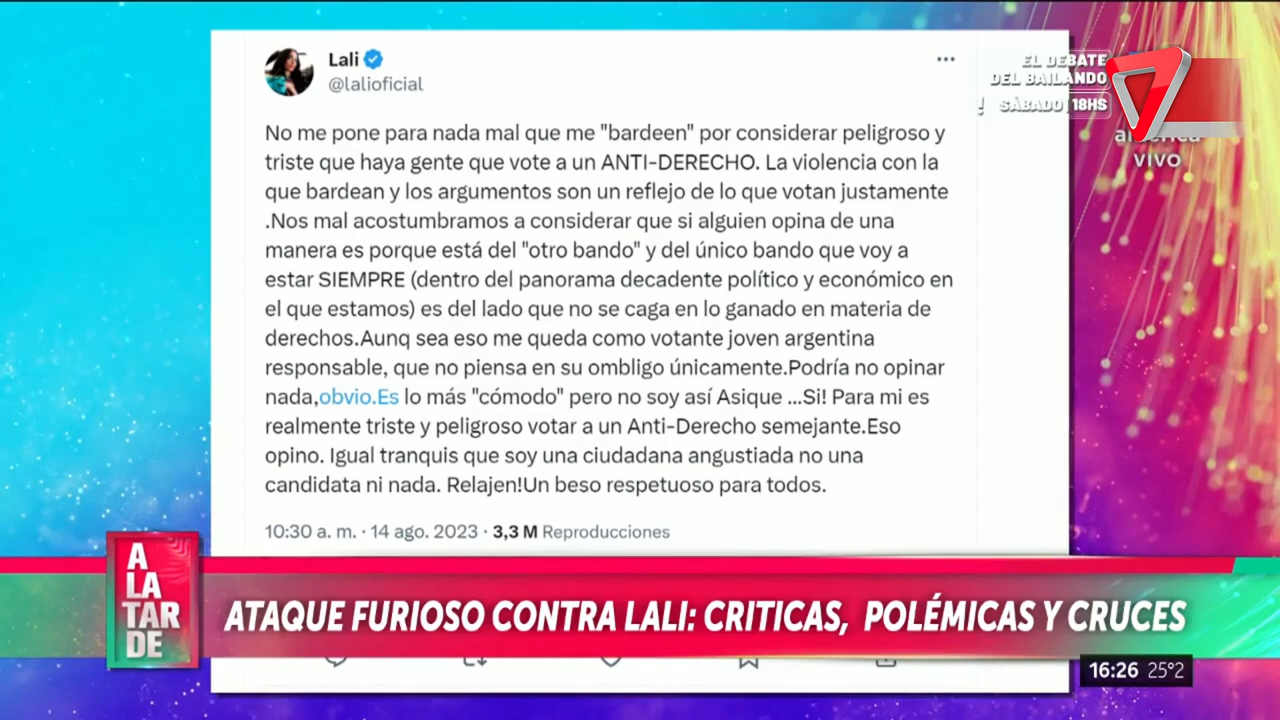 Lali
@lalioficial
EL DEBATE
DEL BAILANDO
! SÁBADO 18HS
VIVO
No me pone para nada mal que me "bardeen" por considerar peligroso y
triste que haya gente que vote a un ANTI-DERECHO. La violencia con la
que bardean y los argumentos son un reflejo de lo que votan justamente
.Nos mal acostumbramos a considerar que si alguien opina de una
manera es porque está del "otro bando" y del único bando que voy a
estar SIEMPRE (dentro del panorama decadente político y económico en
el que estamos) es del lado que no se caga en lo ganado en materia de
derechos.Aunq sea eso me queda como votante joven argentina
responsable, que no piensa en su ombligo únicamente.Podría no opinar
nada,obvio.Es lo más "cómodo" pero no soy así Asique ...Si! Para mi es
realmente triste y peligroso votar a un Anti-Derecho semejante.Eso
opino. Igual tranquis que soy una ciudadana angustiada no una
candidata ni nada. Relajen!Un beso respetuoso para todos.
10:30 a. m. · 14 ago. 2023 · 3,3 M Reproducciones
A
LA
TAR
DE
ATAQUE FURIOSO CONTRA LALI: CRITICAS, POLÉMICAS Y CRUCES
16:26 25°2